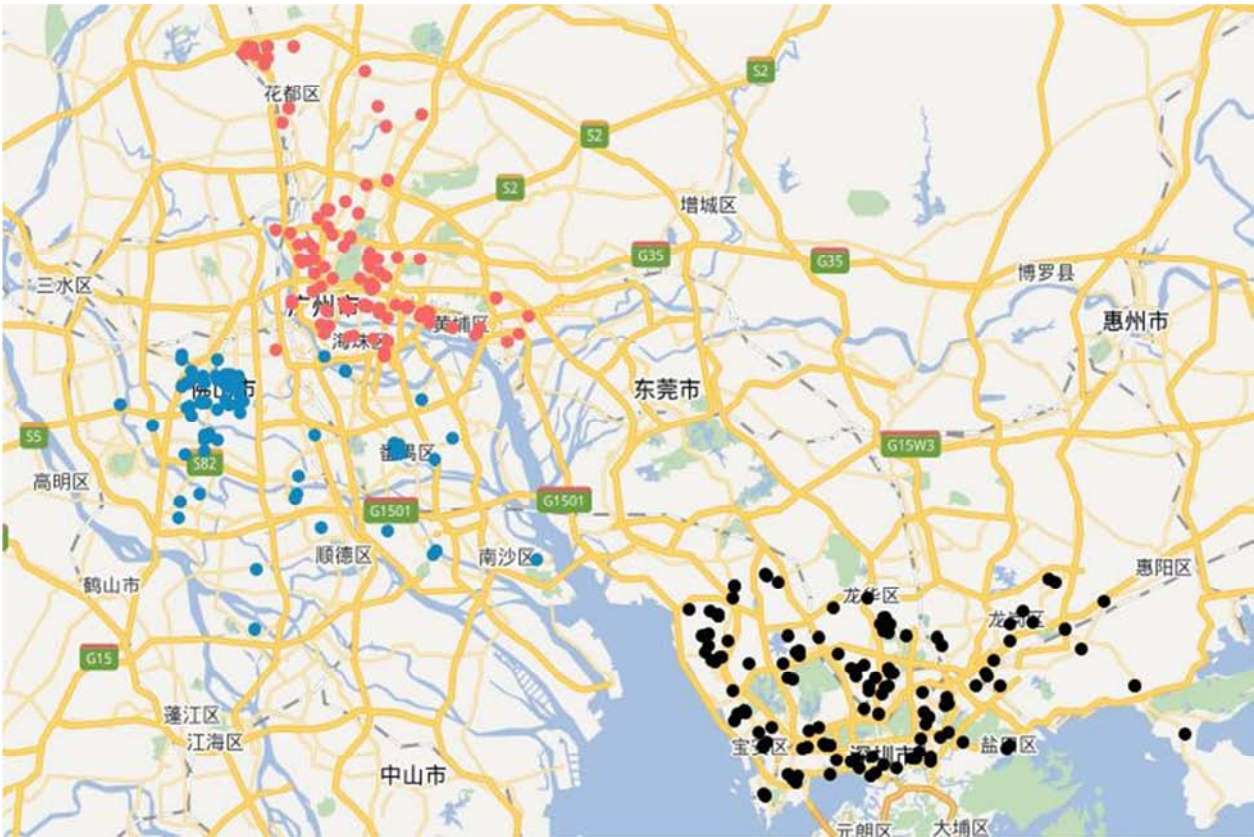 花都区
S2
S2
S2
增城区
G35
G35
三水区
博罗县
广州市
黄埔区
惠州市
海珠区
佛山市
东莞市
S5
番禺区
G15W3
S82
高明区
G1501
G1501
顺德区
南沙区
惠阳区
鹤山市
龙华区
龙岗区
G15
蓬江区
江海区
宝安区
深圳市
盐田区
中山市
元朗区
大埔区